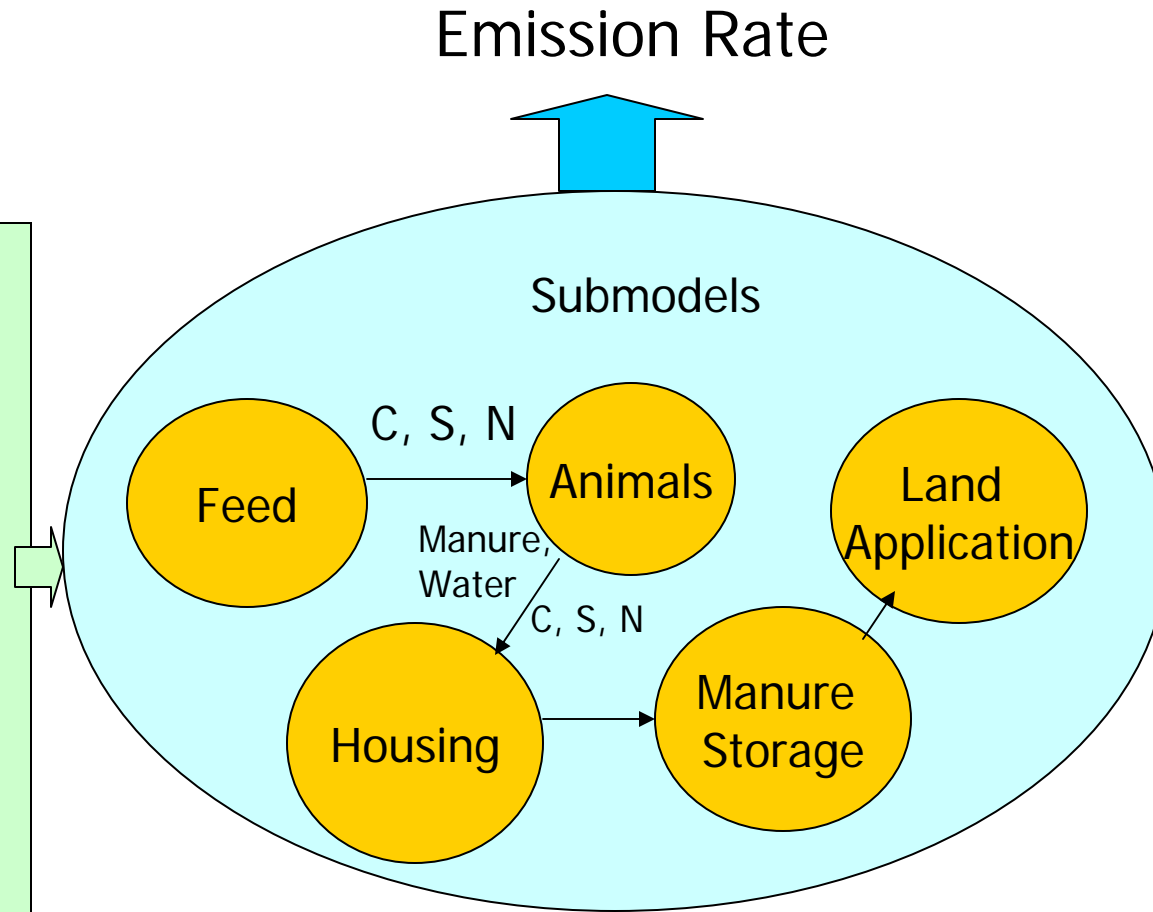 Emission Rate
Submodels
C, S, N
Feed
Animals
Land
Application
Manure,
Water
C, S, N
Housing
Manure
Storage